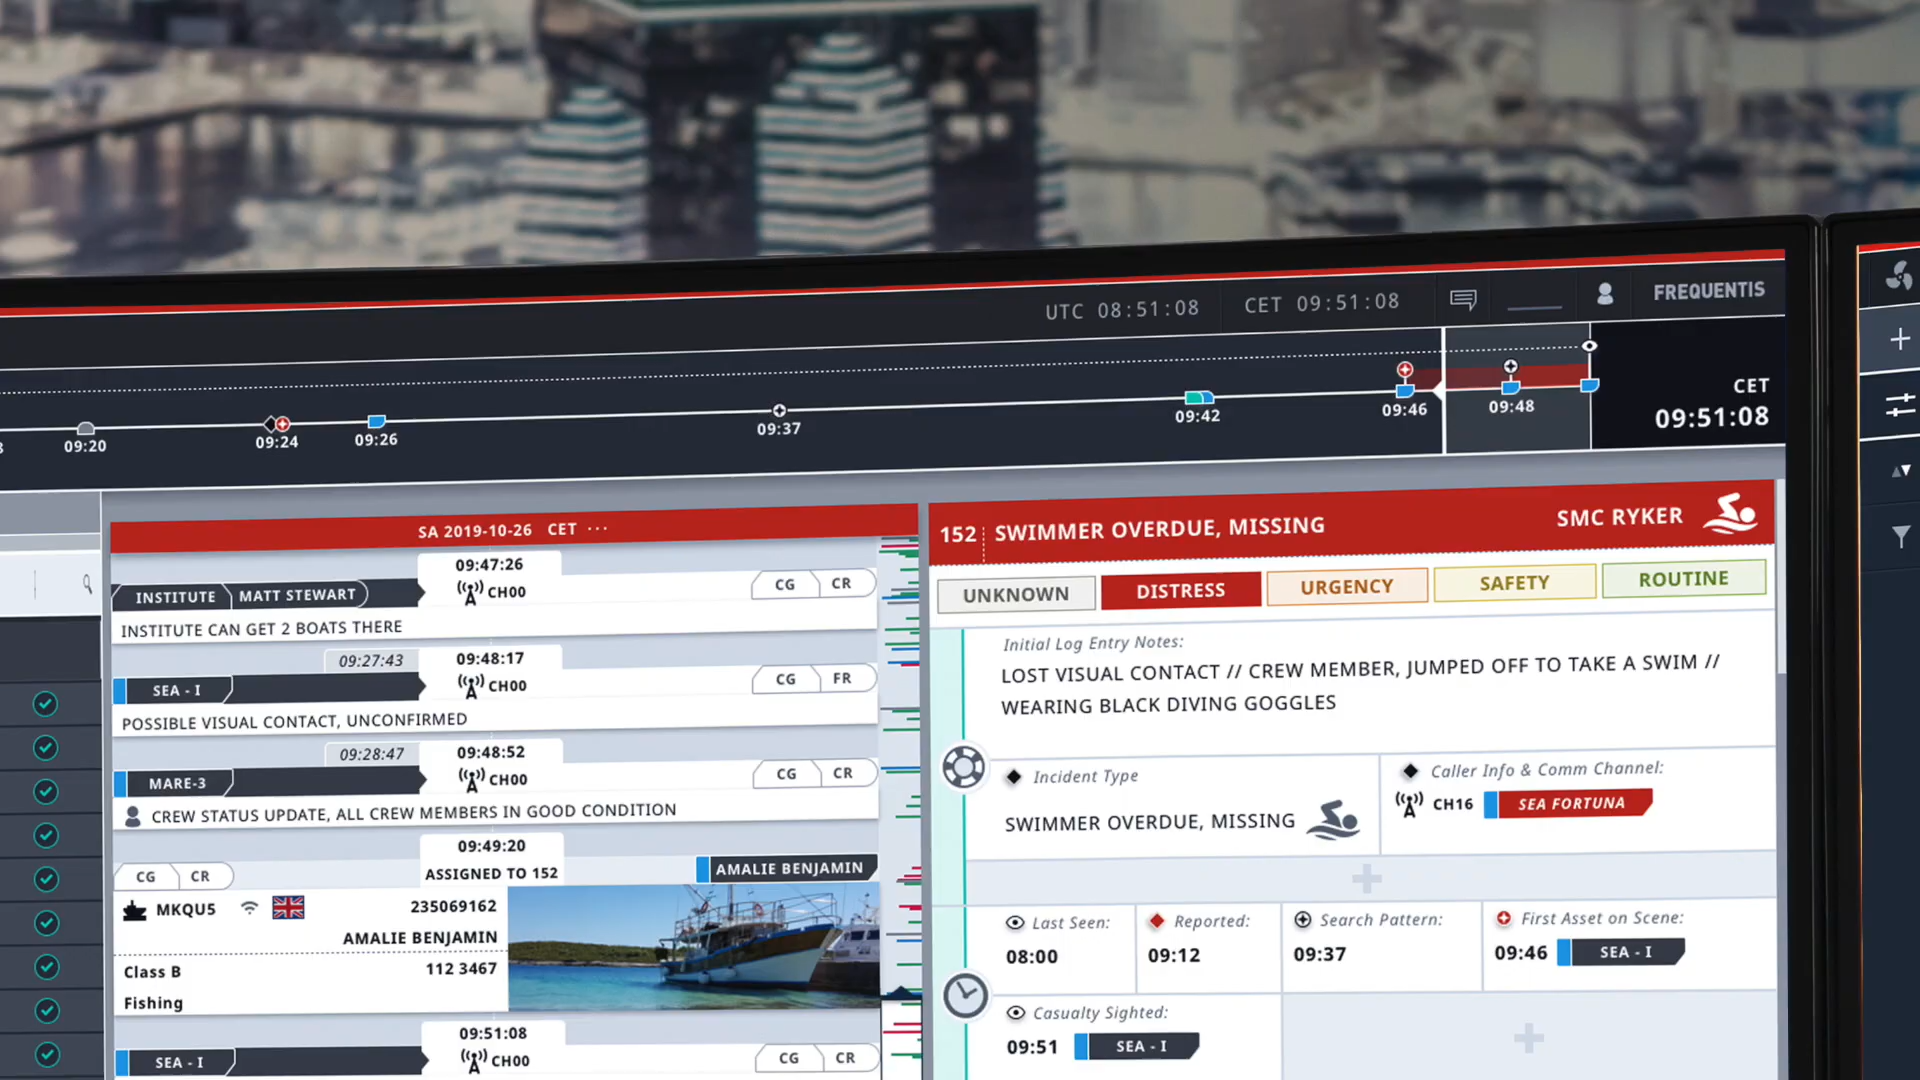 UTC 08:51:08
CET 09:51:08
FREQUENTIS
09:20
09:24
09:26
09:37
09:42
09:46
09:48
CET
09:51:08
SA 2019-10-26 CET ···
09:47:26
INSTITUTE MATT STEWART
CH00
CG CR
INSTITUTE CAN GET 2 BOATS THERE
09:27:43
09:48:17
SEA - I
CH00
CG FR
POSSIBLE VISUAL CONTACT, UNCONFIRMED
09:28:47
09:48:52
MARE-3
CH00
CG CR
CREW STATUS UPDATE, ALL CREW MEMBERS IN GOOD CONDITION
09:49:20
CG CR
ASSIGNED TO 152
AMALIE BENJAMIN
MKQU5
235069162
AMALIE BENJAMIN
Class B
112 3467
Fishing
09:51:08
SEA - I
CH00
CG CR
152 SWIMMER OVERDUE, MISSING
SMC RYKER
UNKNOWN
DISTRESS
URGENCY
SAFETY
ROUTINE
Initial Log Entry Notes:
LOST VISUAL CONTACT // CREW MEMBER, JUMPED OFF TO TAKE A SWIM //
WEARING BLACK DIVING GOGGLES
Incident Type
SWIMMER OVERDUE, MISSING
Caller Info & Comm Channel:
CH16 SEA FORTUNA
Last Seen:
08:00
Reported:
09:12
Search Pattern:
09:37
First Asset on Scene:
09:46 SEA - I
Casualty Sighted:
09:51 SEA - I